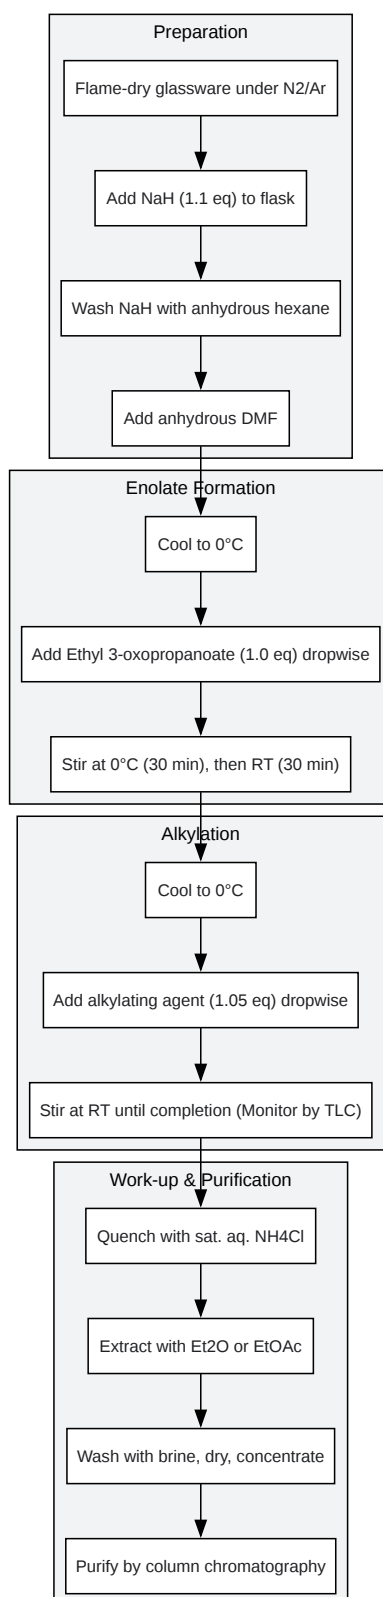 Preparation
Flame-dry glassware under N2/Ar
Add NaH (1.1 eq) to flask
Wash NaH with anhydrous hexane
Add anhydrous DMF
Enolate Formation
Cool to 0°C
Add Ethyl 3-oxopropanoate (1.0 eq) dropwise
Stir at 0°C (30 min), then RT (30 min)
Alkylation
Cool to 0°C
Add alkylating agent (1.05 eq) dropwise
Stir at RT until completion (Monitor by TLC)
Work-up & Purification
Quench with sat. aq. NH4Cl
Extract with Et2O or EtOAc
Wash with brine, dry, concentrate
Purify by column chromatography